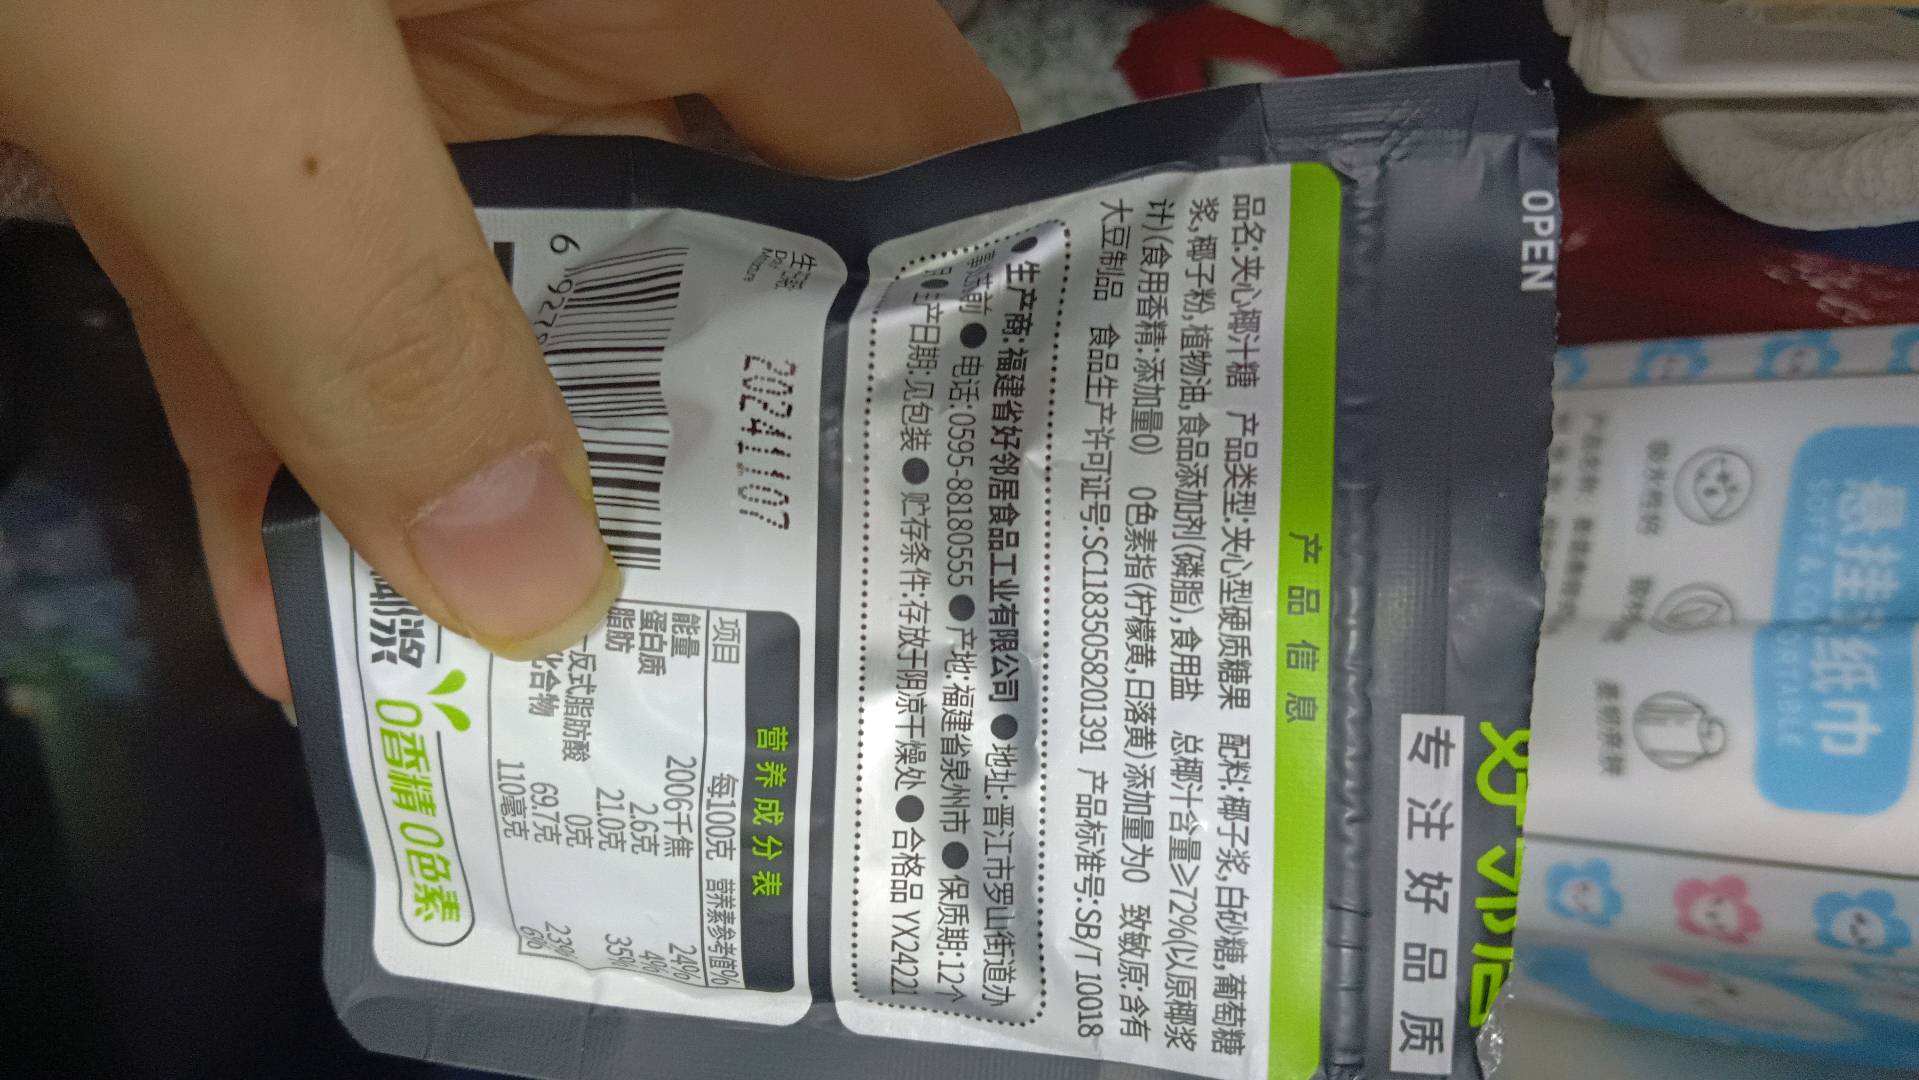 OPEN
好邻居
专注好品质
产品信息
品名:夹心椰汁糖 产品类型:夹心型硬质糖果 配料:椰子浆,白砂糖,葡萄糖
浆,椰子粉,植物油,食品添加剂(磷脂),食用盐 总椰汁含量≥72%(以原椰浆
计)(食用香精:添加量0) 0色素指(柠檬黄,日落黄)添加量为0 致敏原:含有
大豆制品 食品生产许可证号:SC11835058201391 产品标准号:SB/T 10018
●生产商:福建省好邻居食品工业有限公司●地址:晋江市罗山街道办
●电话:0595-88180555●产地:福建省泉州市●保质期:12个
●生产日期:见包装●贮存条件:存放于阴凉干燥处●合格品 YX24221
20241107
6 9278
营养成分表
项目 每100克 营养素参考值%
能量 2006千焦 24%
蛋白质 2.6克 4%
脂肪 21.0克 35%
-反式脂肪酸 0克
化合物 69.7克 23%
110毫克 6%
0香精 0色素
悬挂 纸巾
SOFT & CO